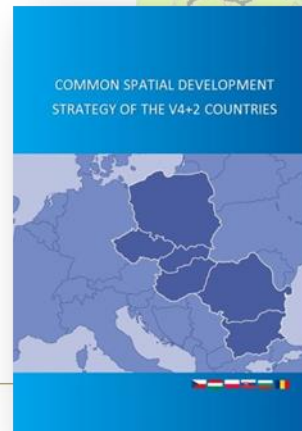 COMMON SPATIAL DEVELOPMENT
STRATEGY OF THE V4+2 COUNTRIES